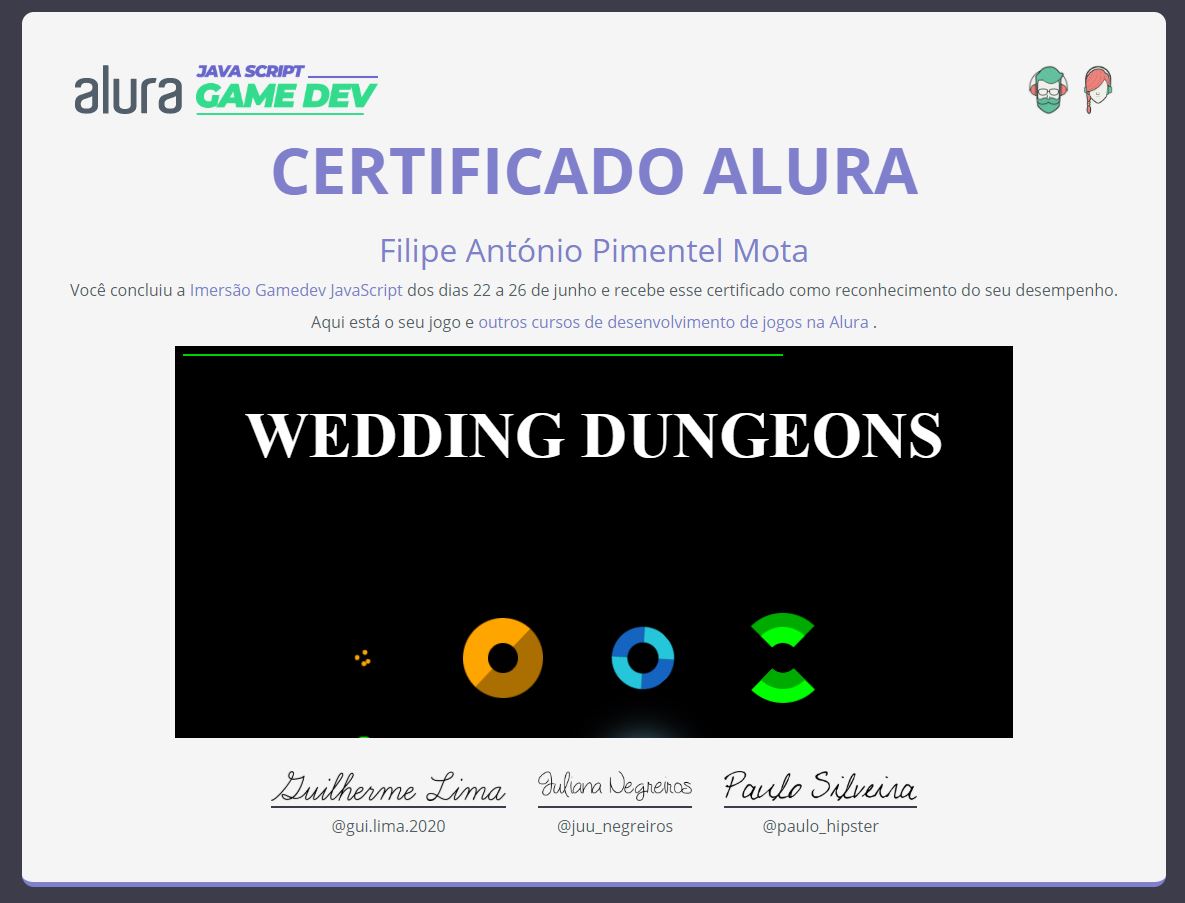 alura JAVA SCRIPT
GAME DEV
CERTIFICADO ALURA
Filipe António Pimentel Mota
Você concluiu a Imersão Gamedev JavaScript dos dias 22 a 26 de junho e recebe esse certificado como reconhecimento do seu desempenho.
Aqui está o seu jogo e outros cursos de desenvolvimento de jogos na Alura .
WEDDING DUNGEONS
Guilherme Lima Juliana Negreiros Paulo Silveira
@gui.lima.2020 @juu_negreiros @paulo_hipster